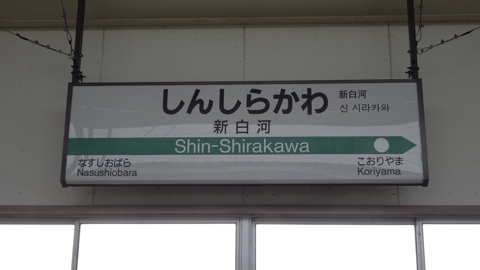 しんしらかわ
新白河
신 시라카와
新白河
Shin-Shirakawa
なすしおばら
Nasushiobara
こおりやま
Kōriyama